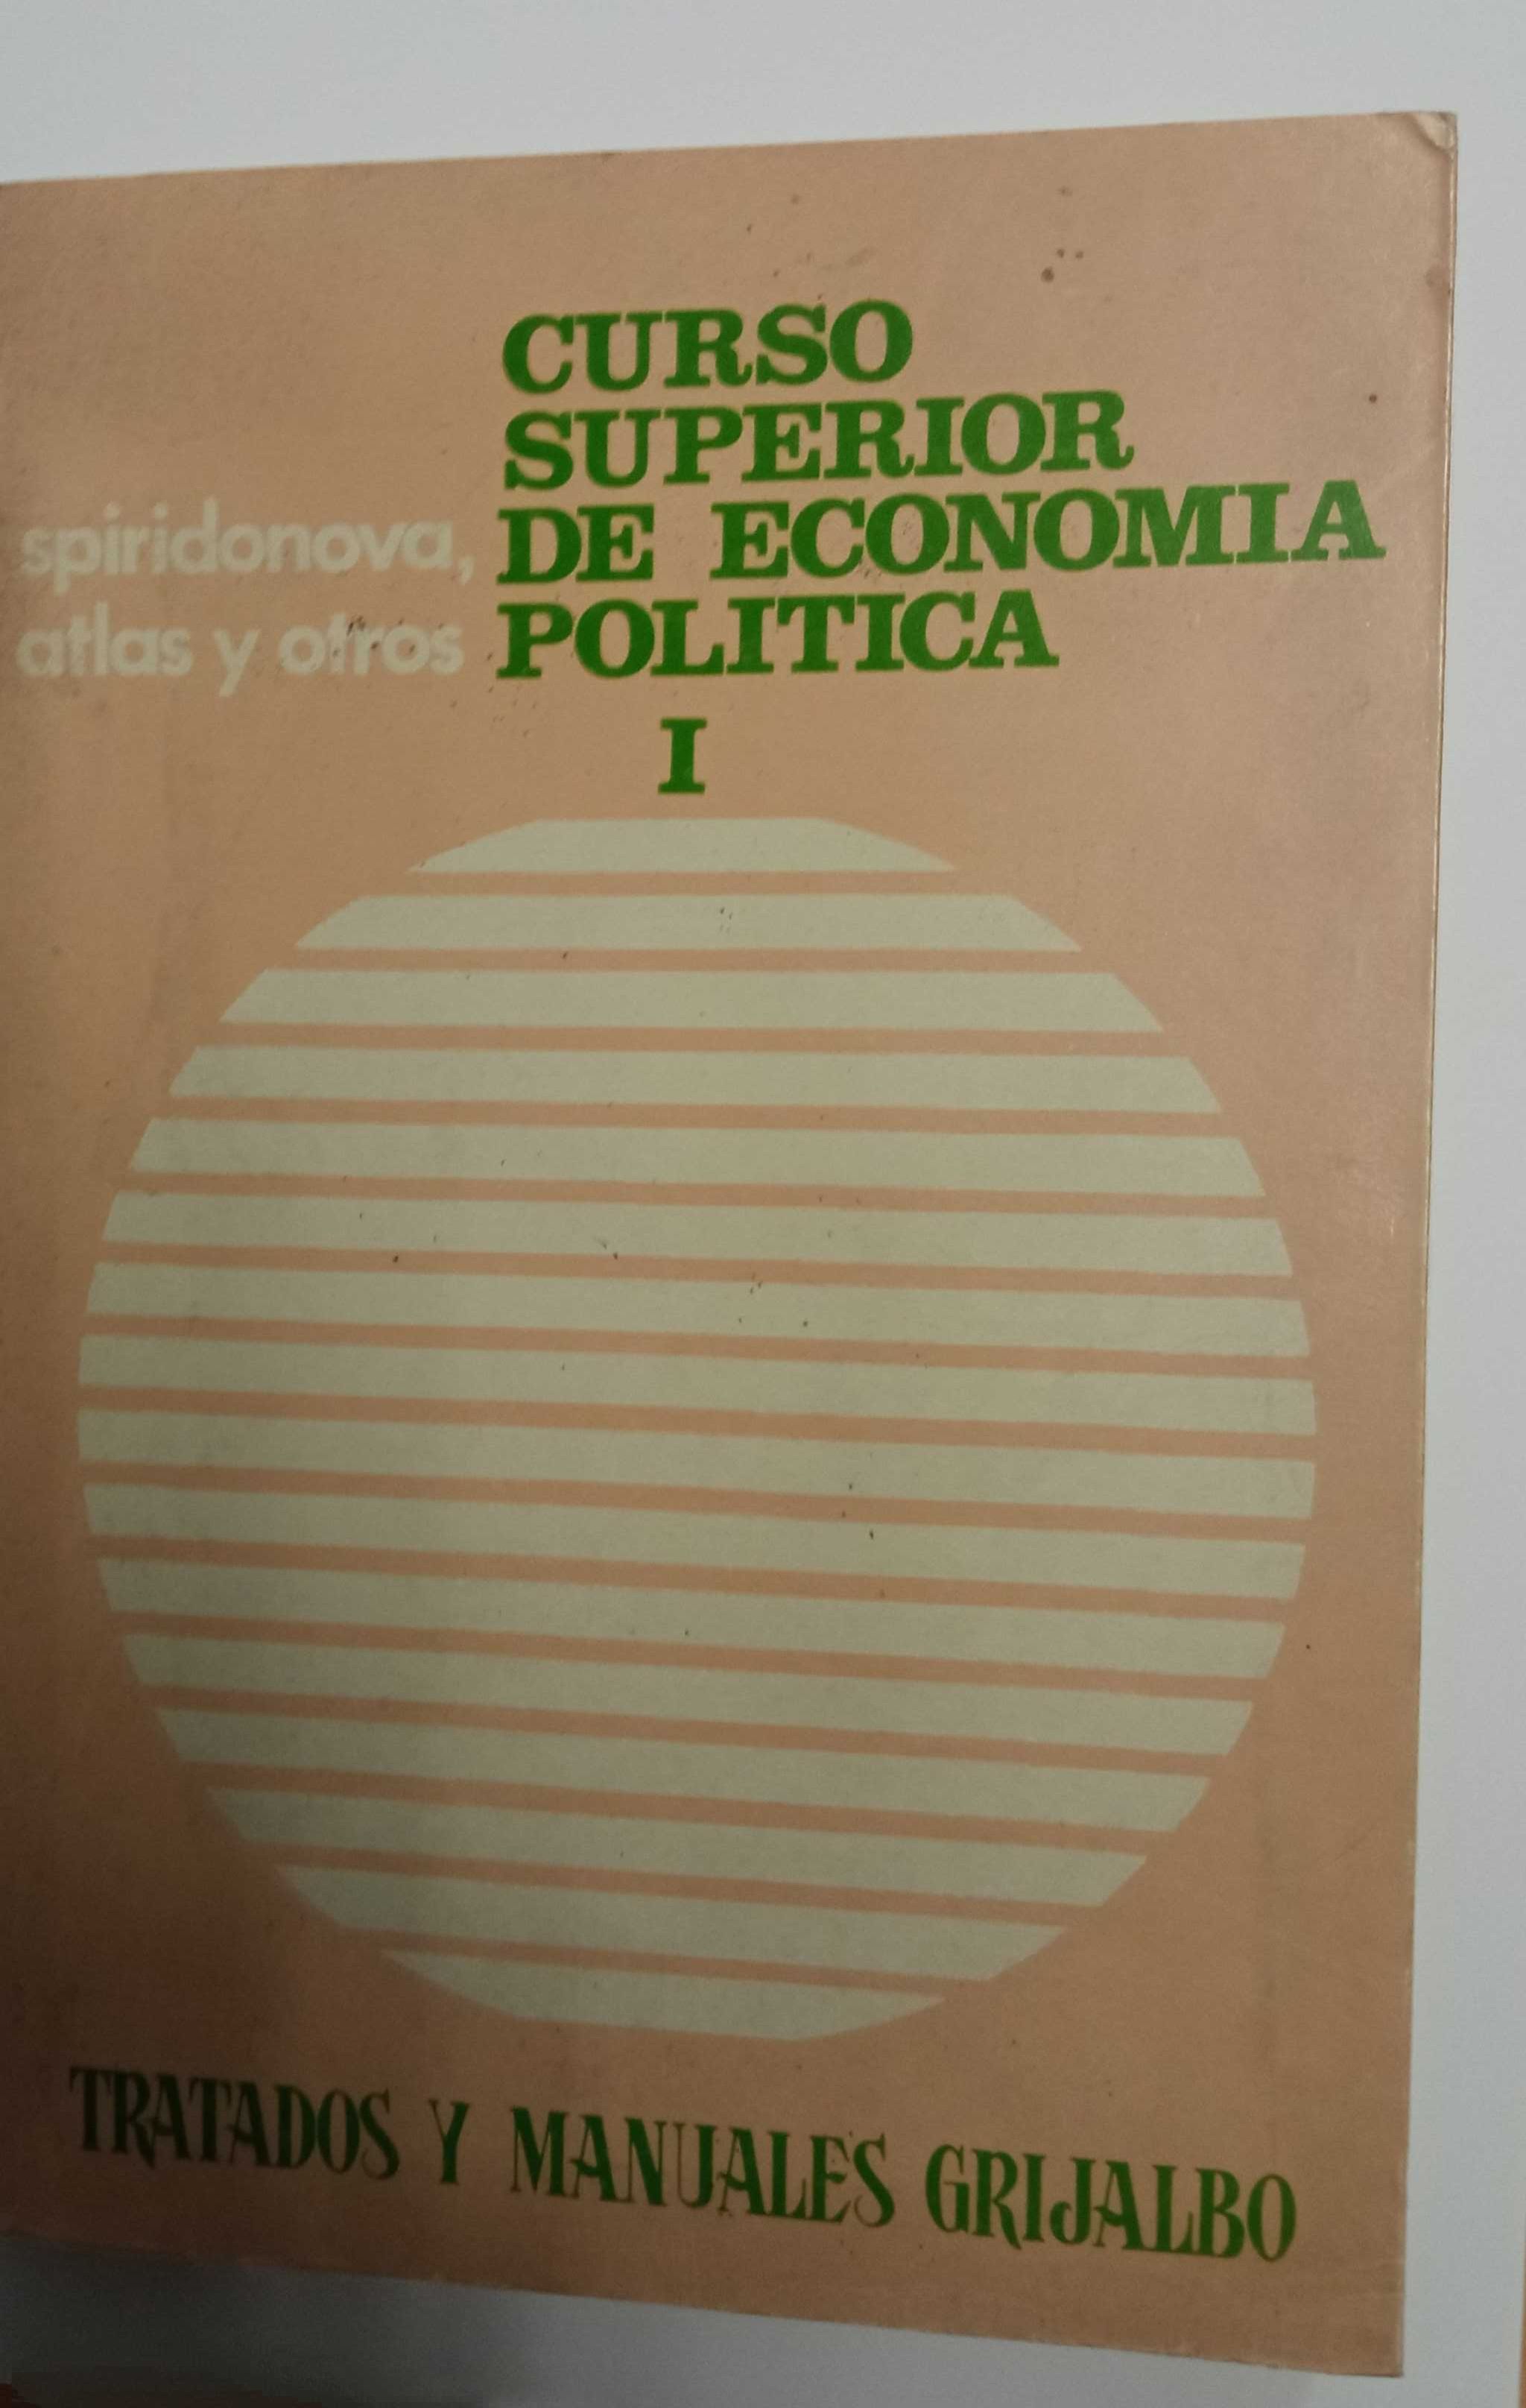 CURSO
SUPERIOR
DE ECONOMIA
POLITICA
I
spiridonova,
atlas y otros
TRATADOS Y MANUALES GRIJALBO